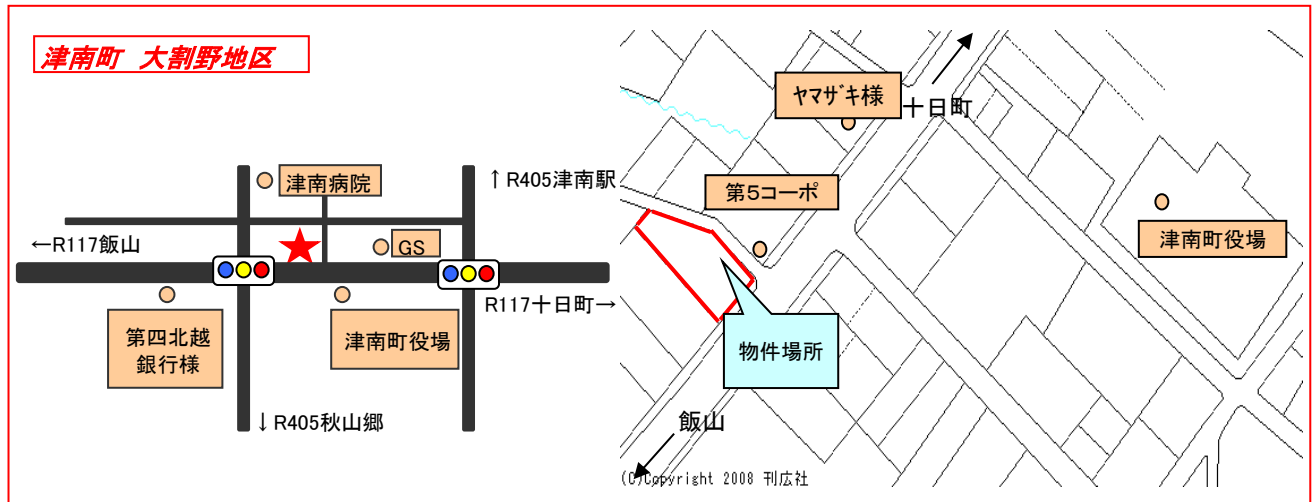 津南町 大割野地区
津南病院
↑R405津南駅
←R117飯山
GS
R117十日町→
第四北越
銀行様
津南町役場
↓R405秋山郷
ヤマザキ様
十日町
第5コーポ
津南町役場
物件場所
飯山
(C)Copyright 2008 刊広社